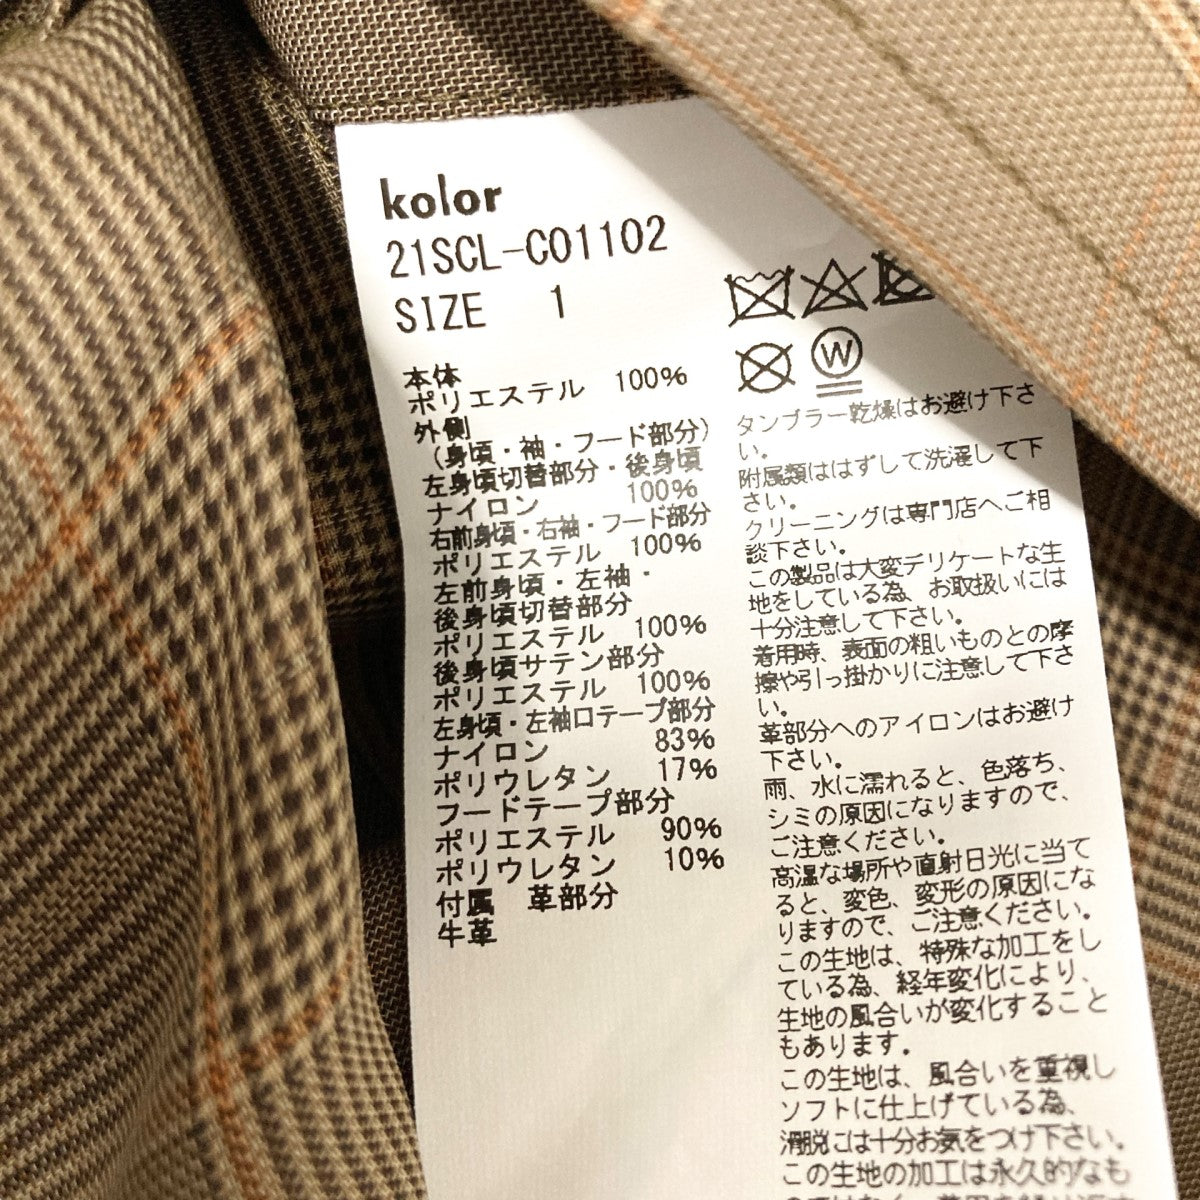 kolor
21SCL-C01102
SIZE 1
本体
ポリエステル 100%
外側
(身頃・袖・フード部分)
左身頃切替部分・後身頃
ナイロン 100%
右前身頃・右袖・フード部分
ポリエステル 100%
左前身頃・左袖・
後身頃切替部分
ポリエステル 100%
後身頃サテン部分
ポリエステル 100%
左身頃・左袖口テープ部分
ナイロン 83%
ポリウレタン 17%
フードテープ部分
ポリエステル 90%
ポリウレタン 10%
付属 革部分
牛革
W
タンブラー乾燥はお避け下さ
い。
附属類ははずして洗濯して下
さい。
クリーニングは専門店へご相
談下さい。
この製品は大変デリケートな生
地をしている為、お取扱いには
十分注意して下さい。
着用時、表面の粗いものとの摩
擦や引っ掛かりに注意して下さ
い。
革部分へのアイロンはお避け
下さい。
雨、水に濡れると、色落ち、
シミの原因になりますので、
ご注意ください。
高温な場所や直射日光に当て
ると、変色、変形の原因にな
りますので、ご注意ください。
この生地は、特殊な加工をし
ている為、経年変化により、
生地の風合いが変化すること
もあります。
この生地は、風合いを重視し
ソフトに仕上げている為、
滑脱には十分お気をつけ下さい。
この生地の加工は永久的なも